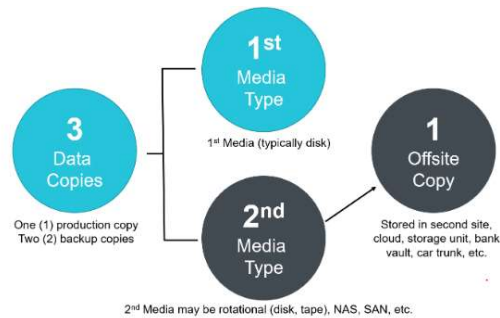 3
Data
Copies
One (1) production copy
Two (2) backup copies
1st
Media
Type
1st Media (typically disk)
2nd
Media
Type
2nd Media may be rotational (disk, tape), NAS, SAN, etc.
1
Offsite
Copy
Stored in second site,
cloud, storage unit, bank
vault, car trunk, etc.